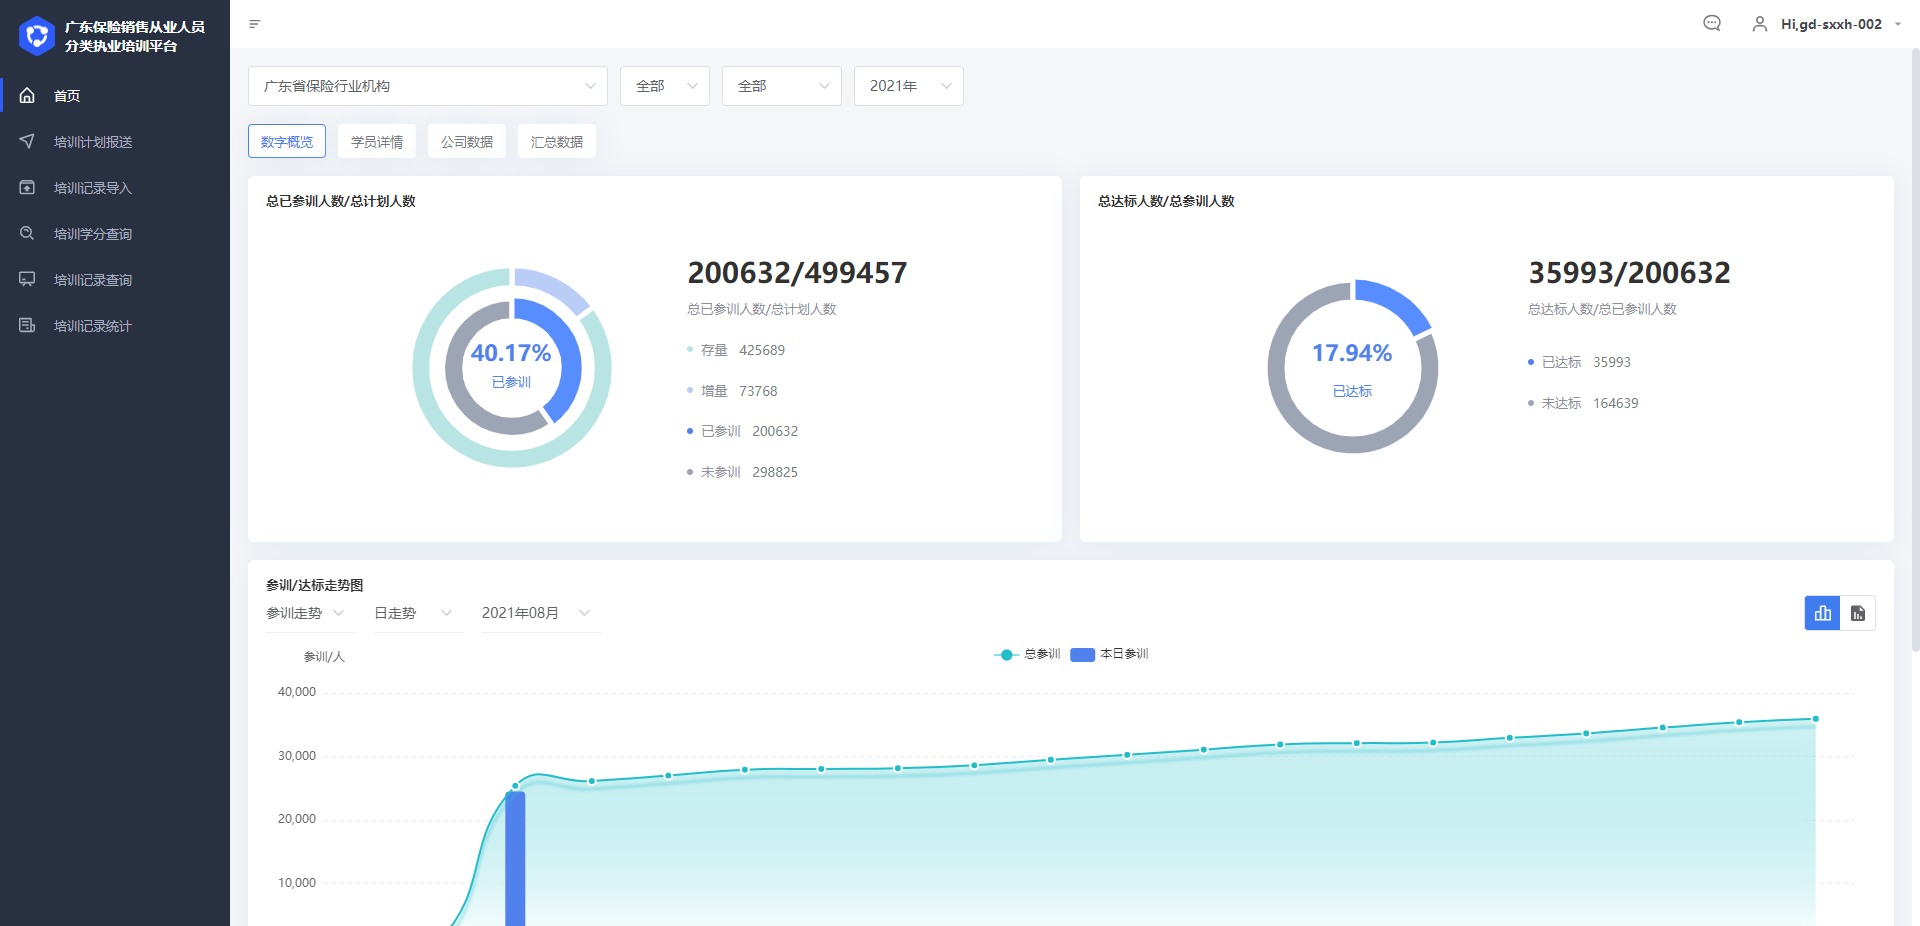 广东保险销售从业人员
分类执业培训平台
Hi,gd-sxxh-002
首页
培训计划报送
培训记录导入
培训学分查询
培训记录查询
培训记录统计
广东省保险行业机构
全部
全部
2021年
数字概览
学员详情
公司数据
汇总数据
总已参训人数/总计划人数
40.17%
已参训
200632/499457
总已参训人数/总计划人数
存量 425689
增量 73768
已参训 200632
未参训 298825
总达标人数/总参训人数
17.94%
已达标
35993/200632
总达标人数/总已参训人数
已达标 35993
未达标 164639
参训/达标走势图
参训走势
日走势
2021年08月
参训/人
总参训
本日参训
40,000
30,000
20,000
10,000